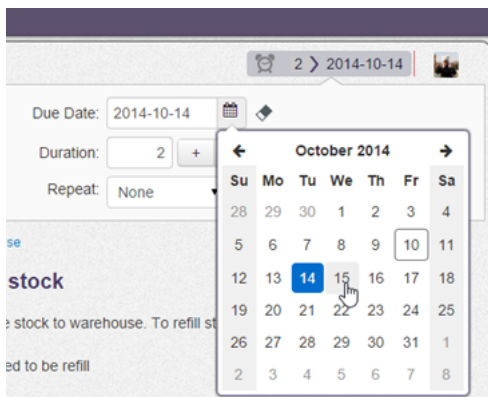 2 > 2014-10-14
Due Date: 2014-10-14
Duration: 2 +
Repeat: None
October 2014
Su Mo Tu We Th Fr Sa
28 29 30 1 2 3 4
5 6 7 8 9 10 11
12 13 14 15 16 17 18
19 20 21 22 23 24 25
26 27 28 29 30 31 1
2 3 4 5 6 7 8
se
stock
e stock to warehouse. To refill st
ed to be refill